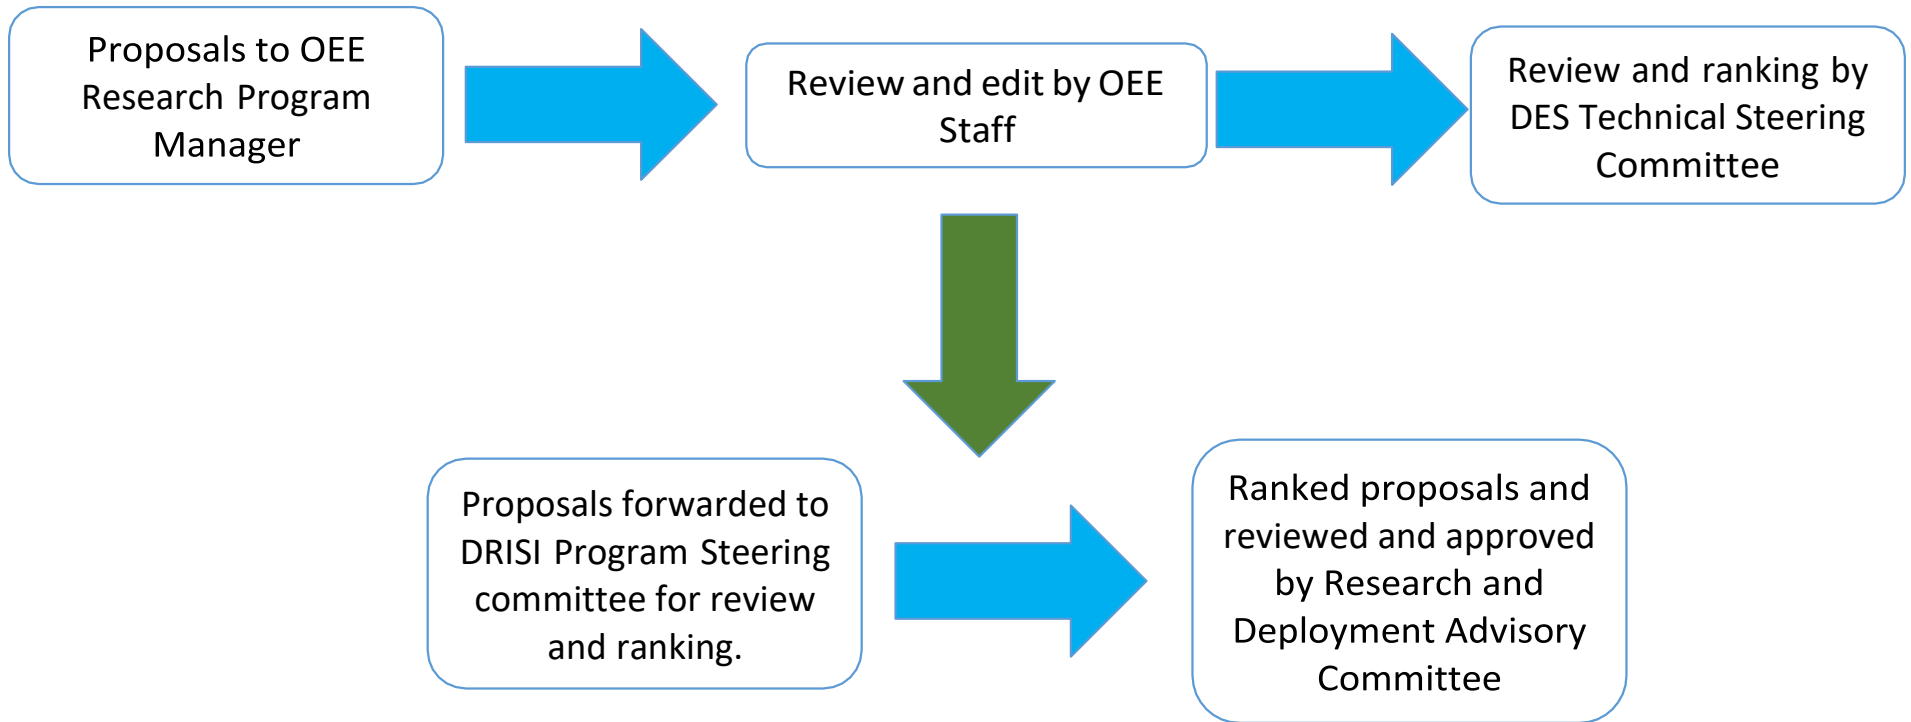 Proposals to OEE
Research Program
Manager
Review and edit by OEE
Staff
Review and ranking by
DES Technical Steering
Committee
Proposals forwarded to
DRISI Program Steering
committee for review
and ranking.
Ranked proposals and
reviewed and approved
by Research and
Deployment Advisory
Committee